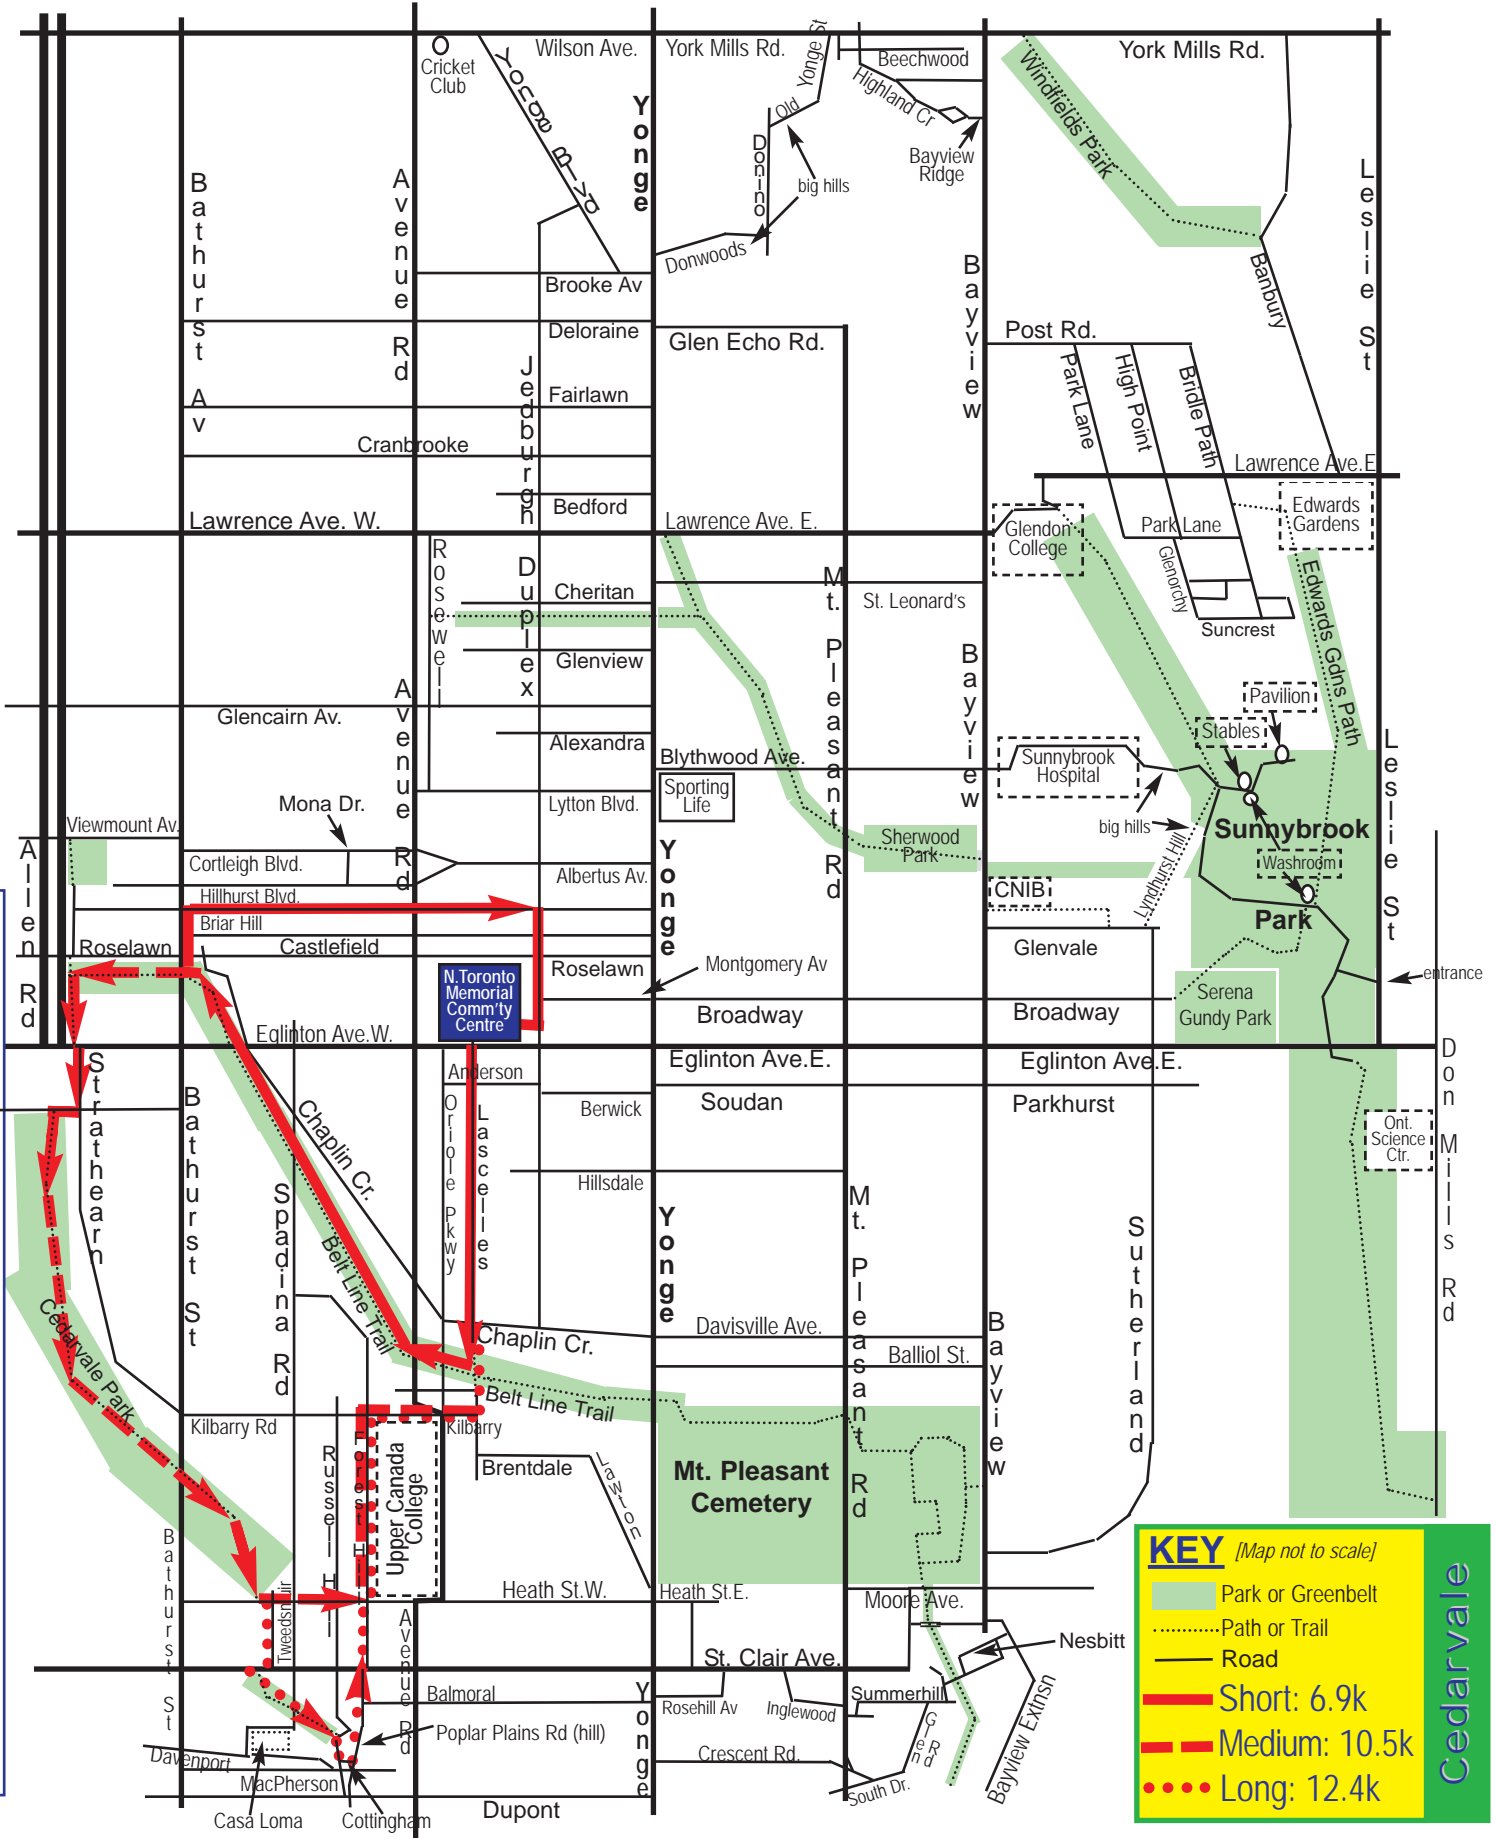 Cricket
Club
Wilson Ave.
York Mills Rd.
Yonge St
Old
Beechwood
Highland Cr
York Mills Rd.
Windfields Park
Yonge Blvd
Yonge
Donino
big hills
Bayview
Ridge
Bathurst Av
Avenue Rd
Leslie St
Donwoods
Brooke Av
Banbury
Bayview
Deloraine
Glen Echo Rd.
Post Rd.
Park Lane
High Point
Bridle Path
Jedburgh
Fairlawn
Cranbrooke
Lawrence Ave.E
Bedford
Lawrence Ave. W.
Lawrence Ave. E.
Glendon
College
Park Lane
Edwards
Gardens
Rosewell
Duplex
Cheritan
Mt. Pleasant Rd
St. Leonard's
Glenorchy
Suncrest
Edwards Gdns Path
Glenview
Bayview
Avenue Rd
Glencairn Av.
Pavilion
Stables
Alexandra
Blythwood Ave.
Sunnybrook
Hospital
Leslie St
Sporting
Life
Mona Dr.
Lytton Blvd.
Viewmount Av.
big hills
Sunnybrook
Park
Sherwood
Park
Lyndhurst Hill
Washroom
Allen Rd
Cortleigh Blvd.
Albertus Av.
Yonge
CNIB
Hillhurst Blvd.
Briar Hill
Castlefield
Roselawn
Roselawn
Montgomery Av
Glenvale
entrance
N.Toronto
Memorial
Comm'ty
Centre
Serena
Gundy Park
Broadway
Broadway
Eglinton Ave.W.
Eglinton Ave.E.
Eglinton Ave.E.
Don Mills Rd
Strathearn
Anderson
Bathurst St
Chaplin Cr.
Oriole Pkwy
Lascelles
Berwick
Soudan
Parkhurst
Ont.
Science
Ctr.
Hillsdale
Spadina Rd
Yonge
Mt. Pleasant Rd
Sutherland
Belt Line Trail
Cedarvale Park
Chaplin Cr.
Davisville Ave.
Bayview
Balliol St.
Belt Line Trail
Kilbarry Rd
Kilbarry
Russell Hill
Forest Hill
Upper Canada
College
Brentdale
Lawton
Mt. Pleasant
Cemetery
Bathurst St
Tweedsmuir
Heath St.W.
Heath St.E.
Moore Ave.
Avenue Rd
Nesbitt
St. Clair Ave.
Balmoral
Yonge
Rosehill Av
Inglewood
Summerhill
Glen Rd
Bayview Extnsn
Poplar Plains Rd (hill)
Davenport
Crescent Rd.
South Dr.
MacPherson
Casa Loma
Cottingham
Dupont
KEY [Map not to scale]
Park or Greenbelt
Path or Trail
Road
Short: 6.9k
Medium: 10.5k
Long: 12.4k
Cedarvale